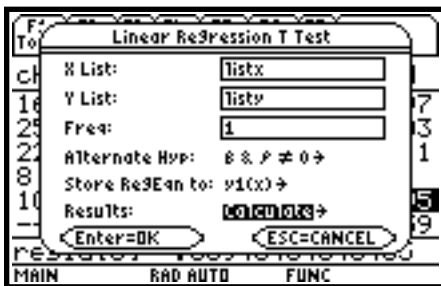 Linear Regression T Test
X List: listx
Y List: listy
Freq: 1
Alternate Hyp: β & ρ ≠ 0→
Store RegEqn to: y1(x)→
Results: Calculate→
Enter=OK ESC=CANCEL
MAIN RAD AUTO FUNC